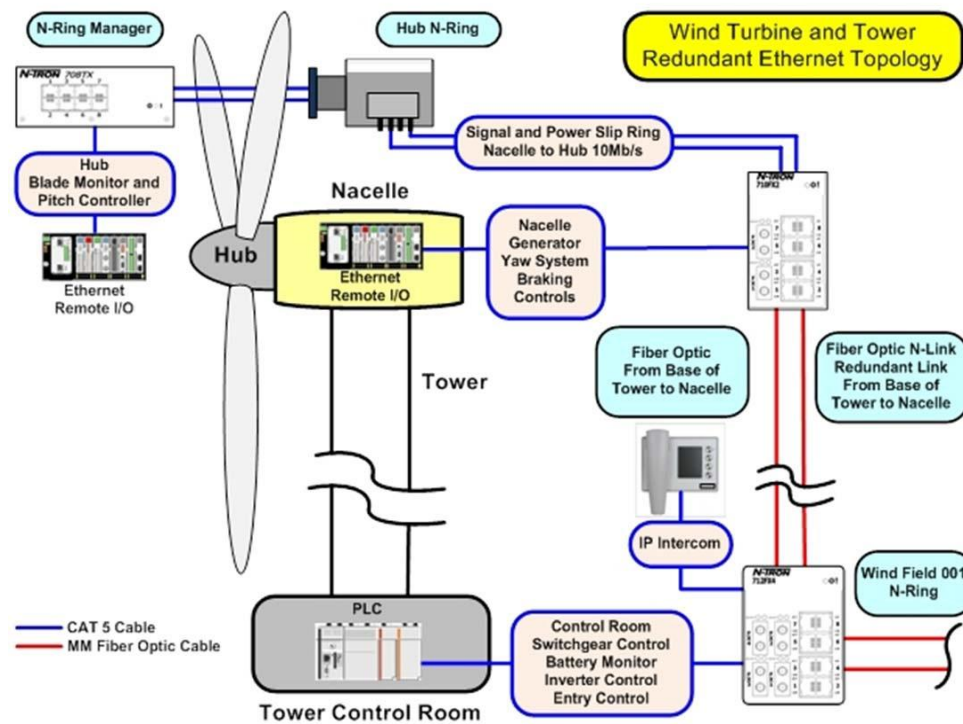 N-Ring Manager
Hub N-Ring
Wind Turbine and Tower
Redundant Ethernet Topology
N-TRON 708TX
Signal and Power Slip Ring
Nacelle to Hub 10Mb/s
Hub
Blade Monitor and
Pitch Controller
Ethernet
Remote I/O
Nacelle
Hub
Ethernet
Remote I/O
Nacelle
Generator
Yaw System
Braking
Controls
N-TRON
710FX2
Tower
Fiber Optic
From Base of
Tower to Nacelle
Fiber Optic N-Link
Redundant Link
From Base of
Tower to Nacelle
IP Intercom
N-TRON
712FX4
Wind Field 001
N-Ring
CAT 5 Cable
MM Fiber Optic Cable
PLC
Tower Control Room
Control Room
Switchgear Control
Battery Monitor
Inverter Control
Entry Control